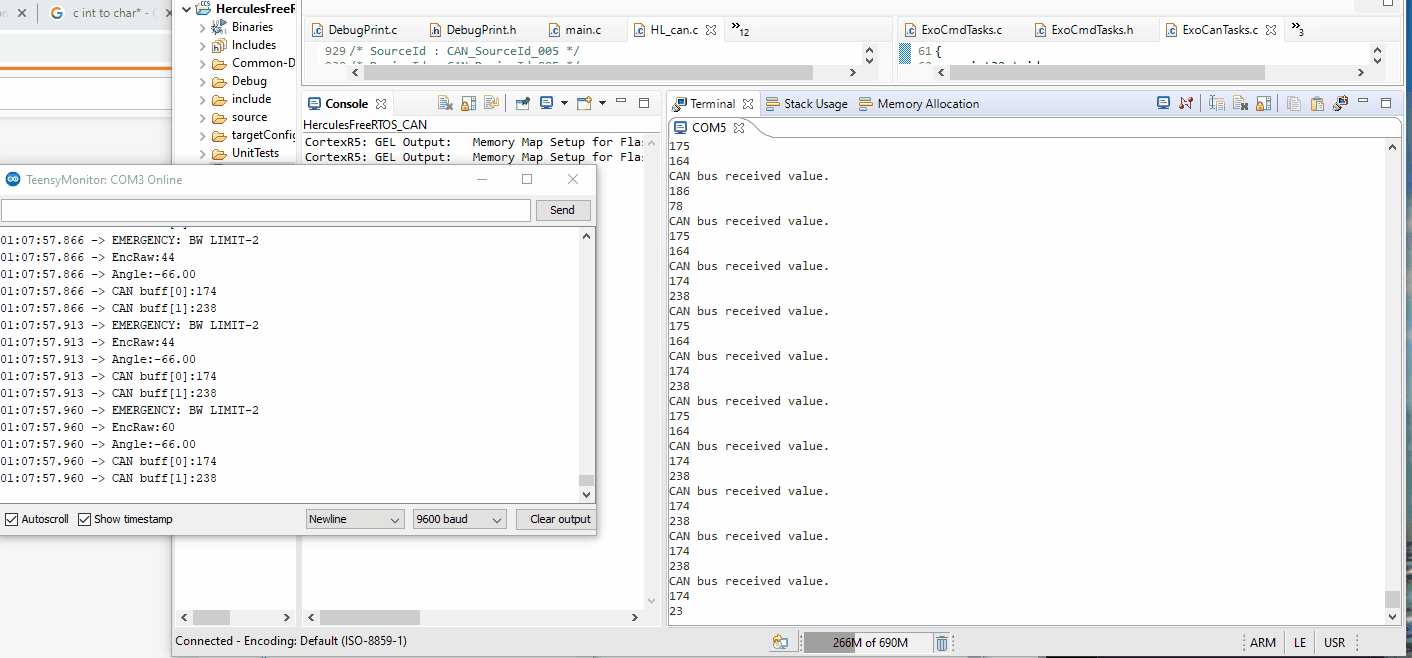 c int to char* -
HerculesFreeR
Binaries
Includes
Common-D
Debug
include
source
targetConfig
UnitTests
DebugPrint.c
DebugPrint.h
main.c
HL_can.c
»12
929 /* SourceId : CAN_SourceId_005 */
ExoCmdTasks.c
ExoCmdTasks.h
ExoCanTasks.c
»3
61 {
Console
HerculesFreeRTOS_CAN
CortexR5: GEL Output: Memory Map Setup for Flas
CortexR5: GEL Output: Memory Map Setup for Flas
TeensyMonitor: COM3 Online
Send
01:07:57.866 -> EMERGENCY: BW LIMIT-2
01:07:57.866 -> EncRaw:44
01:07:57.866 -> Angle:-66.00
01:07:57.866 -> CAN buff[0]:174
01:07:57.866 -> CAN buff[1]:238
01:07:57.913 -> EMERGENCY: BW LIMIT-2
01:07:57.913 -> EncRaw:44
01:07:57.913 -> Angle:-66.00
01:07:57.913 -> CAN buff[0]:174
01:07:57.913 -> CAN buff[1]:238
01:07:57.960 -> EMERGENCY: BW LIMIT-2
01:07:57.960 -> EncRaw:60
01:07:57.960 -> Angle:-66.00
01:07:57.960 -> CAN buff[0]:174
01:07:57.960 -> CAN buff[1]:238
Autoscroll
Show timestamp
Newline
9600 baud
Clear output
Terminal
Stack Usage
Memory Allocation
COM5
175
164
CAN bus received value.
186
78
CAN bus received value.
175
164
CAN bus received value.
174
238
CAN bus received value.
175
164
CAN bus received value.
174
238
CAN bus received value.
175
164
CAN bus received value.
174
238
CAN bus received value.
174
238
CAN bus received value.
174
238
CAN bus received value.
174
23
Connected - Encoding: Default (ISO-8859-1)
266M of 690M
ARM
LE
USR